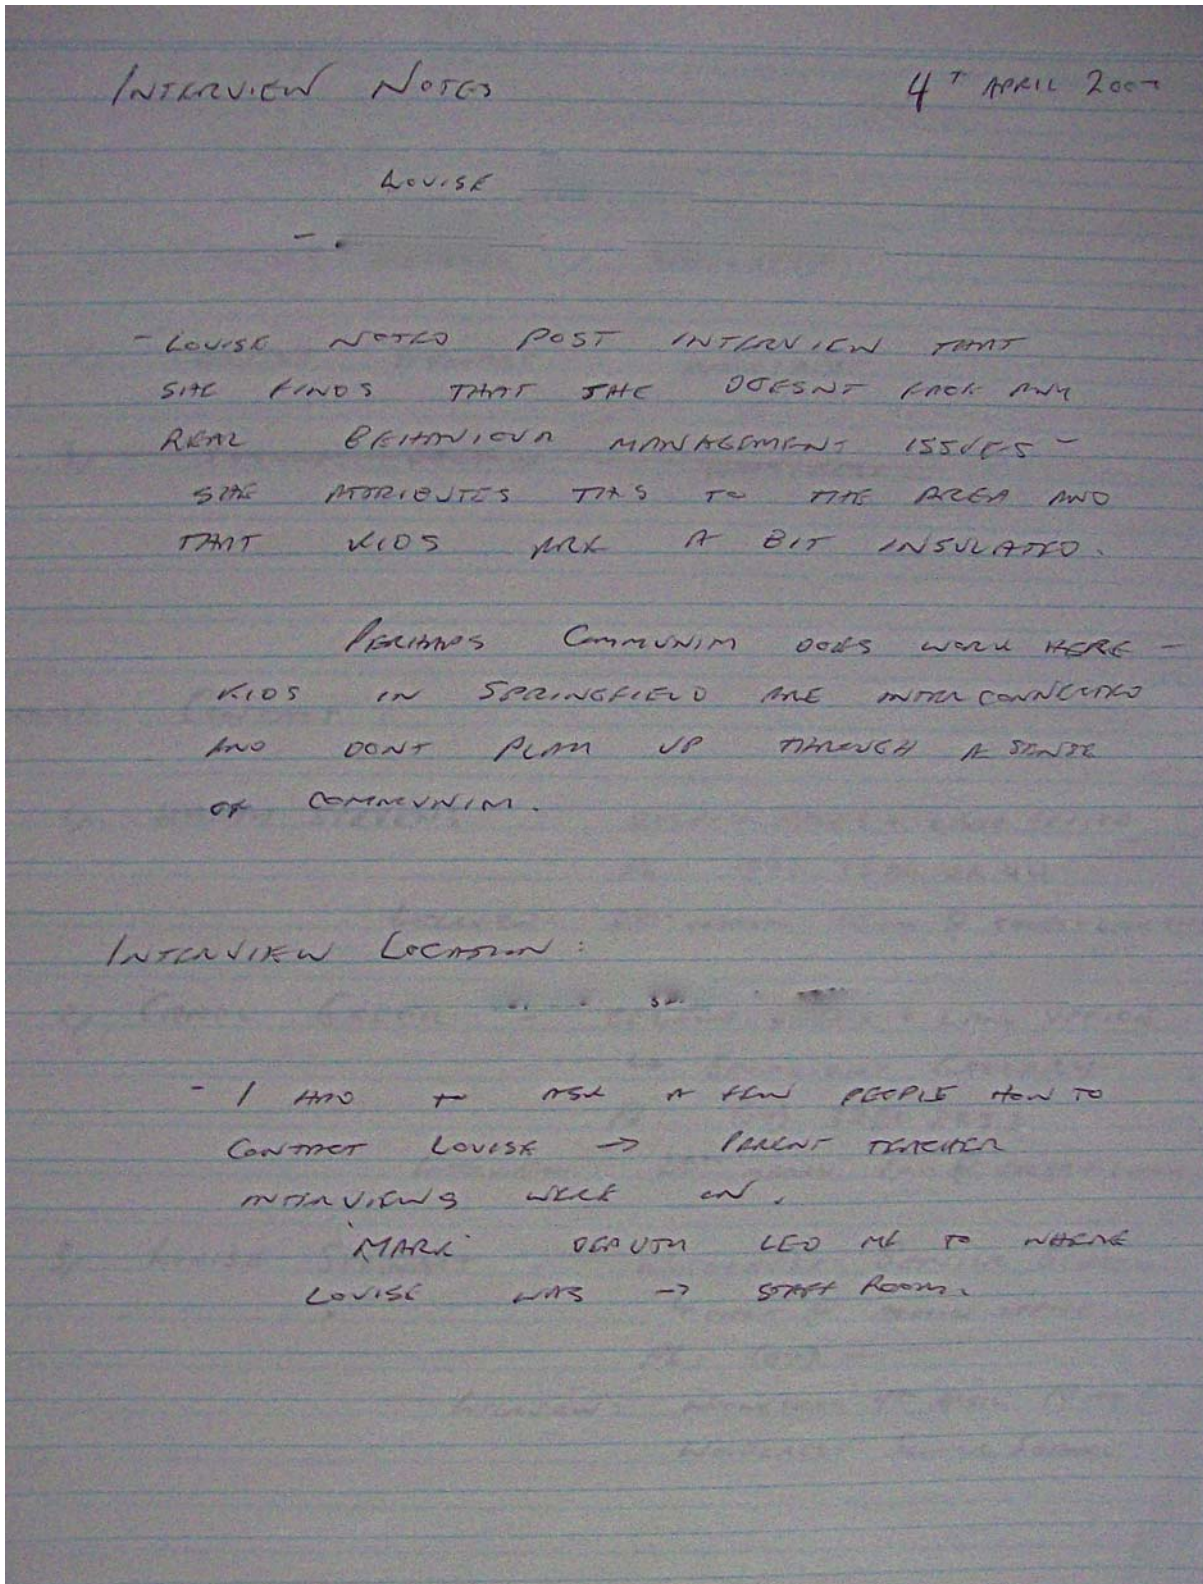 INTERVIEW NOTES 4T APRIL 2007
LOUISE
- LOUISE NOTED POST INTERVIEW THAT
SHE FINDS THAT SHE DOESNT FACE ANY
REAL BEHAVIOUR MANAGEMENT ISSUES -
SHE ATTRIBUTES THIS TO THE AREA AND
THAT KIDS ARE A BIT INSULATED.
PERHAPS COMMUNITY DOES WORK HERE -
KIDS IN SPRINGFIELD ARE INTERCONNECTED
AND DONT PLAY UP THROUGH A SENSE
OF COMMUNITY.
INTERVIEW LOCATION:
- I HAD TO ASK A FEW PEOPLE HOW TO
CONTACT LOUISE → PARENT TEACHER
INTERVIEWS WERE ON.
'MARK' DEPUTY LED ME TO WHERE
LOUISE WAS → STAFF ROOM.